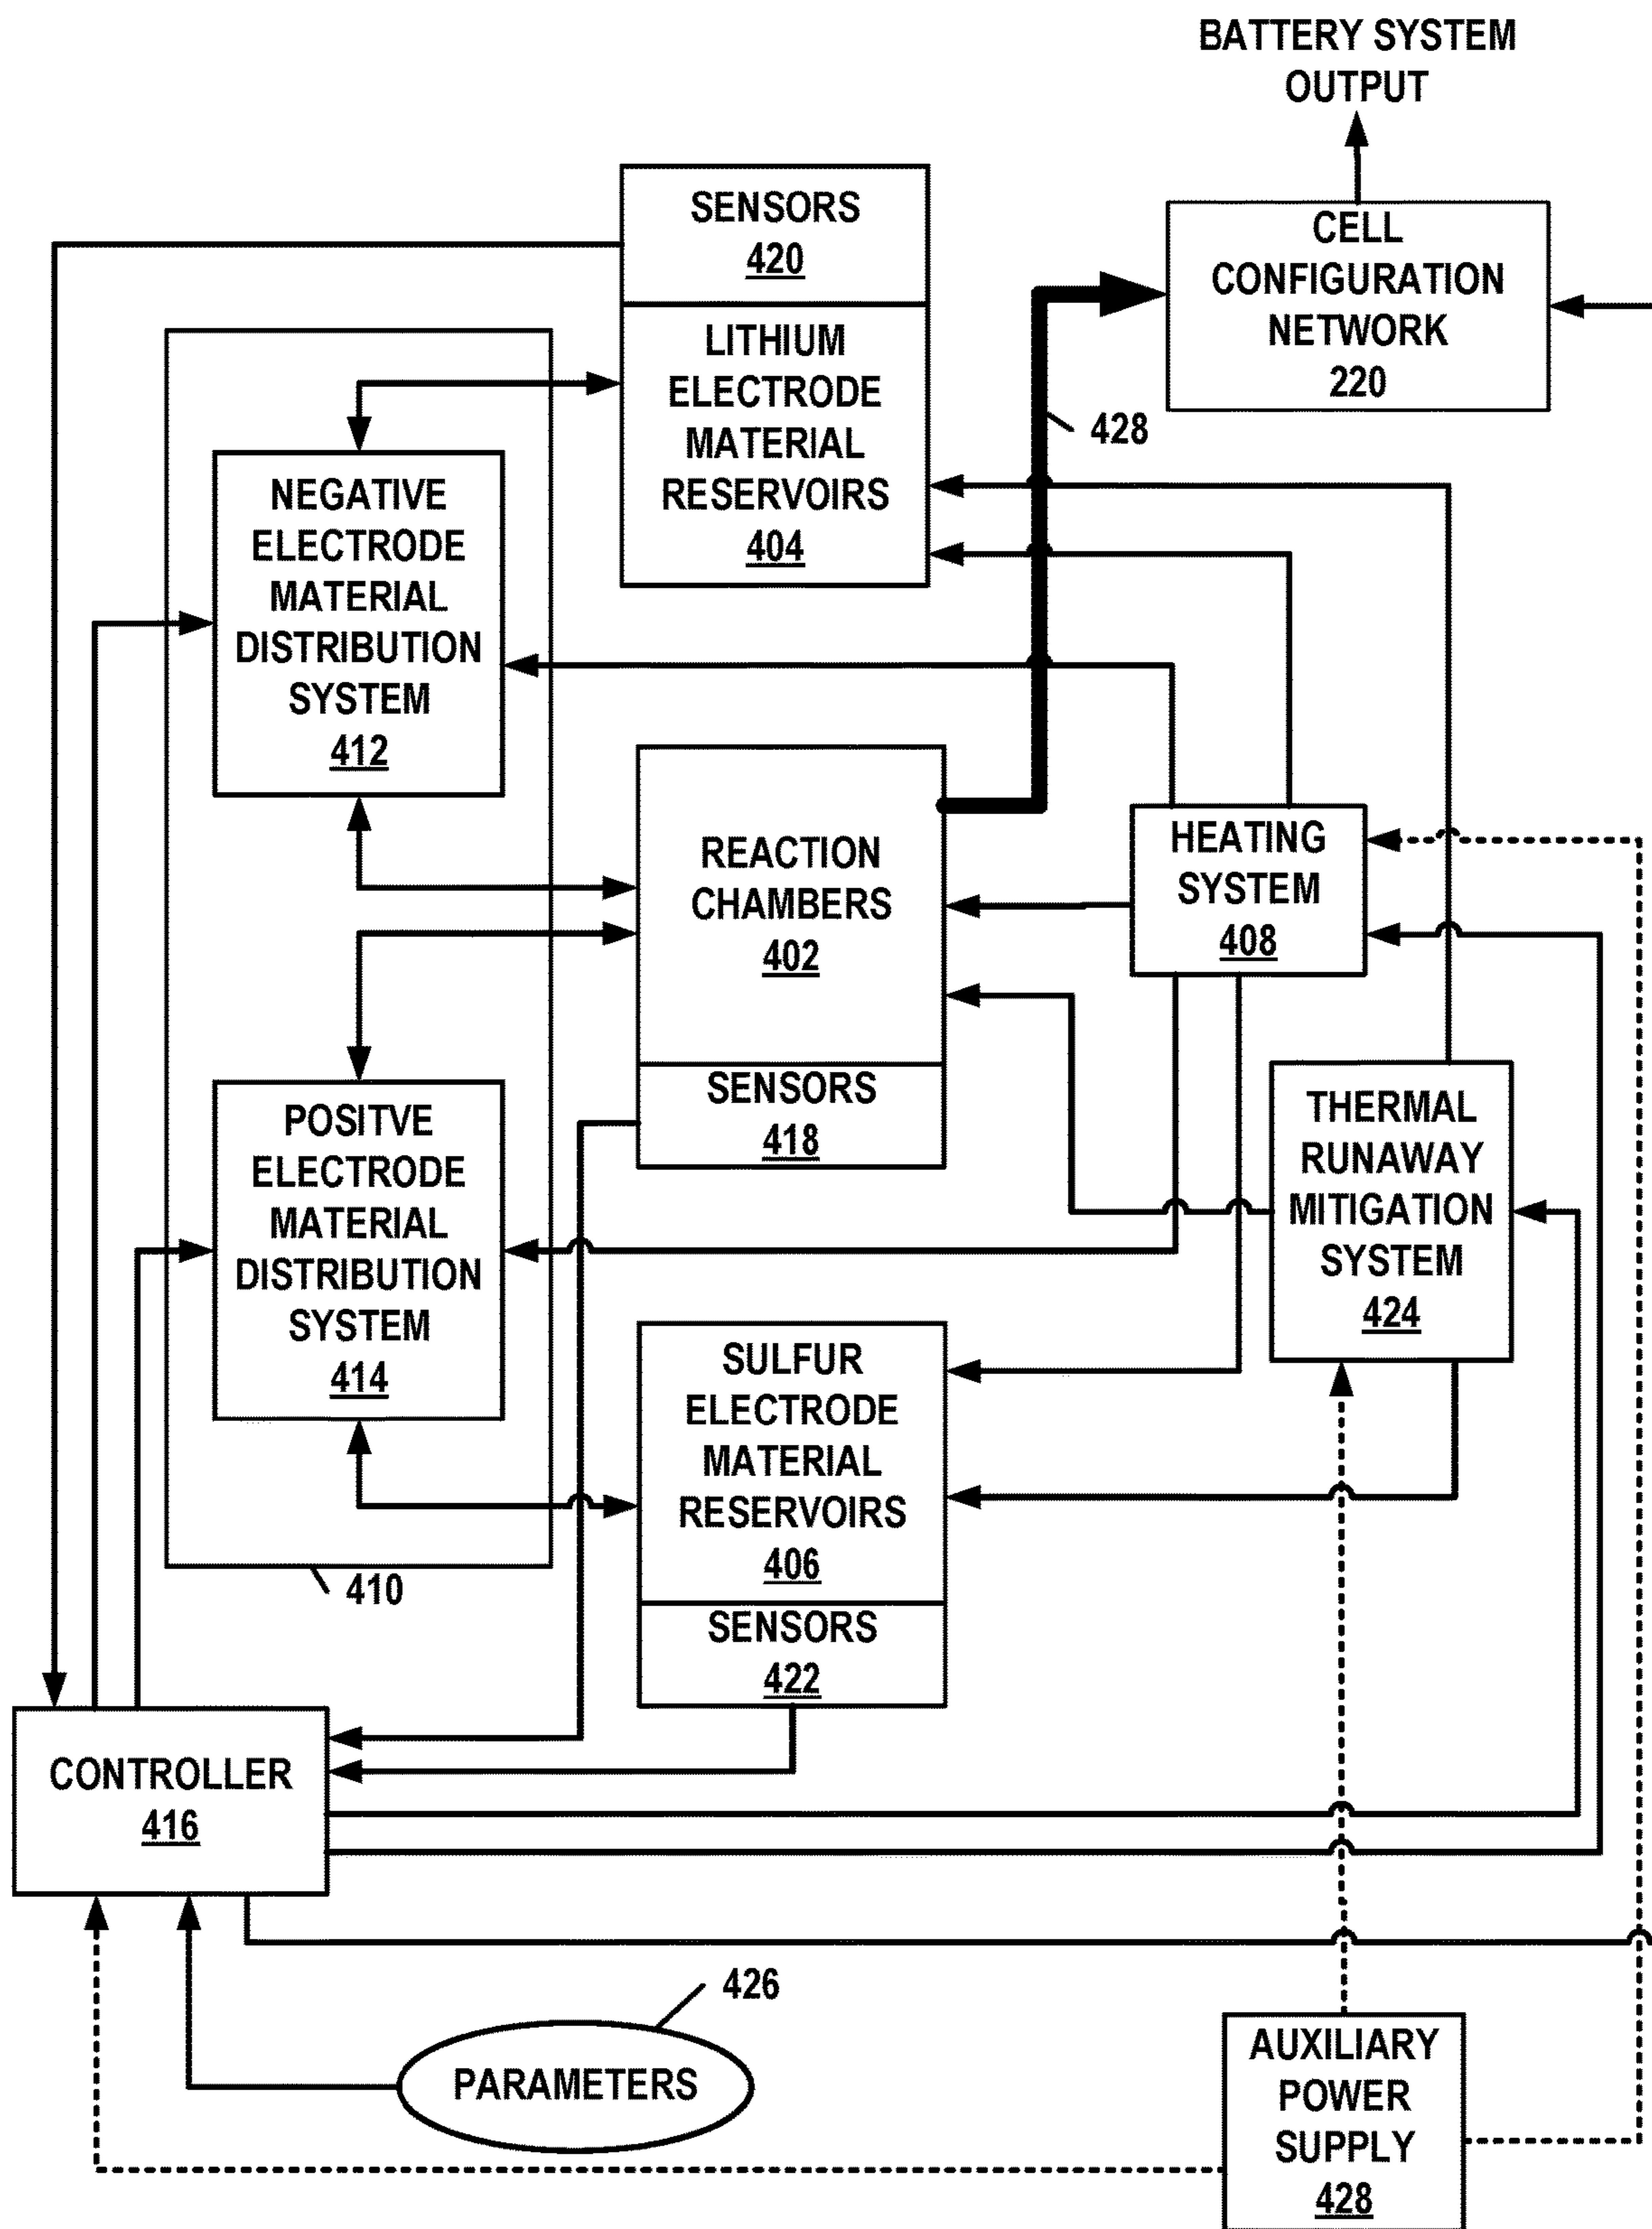 BATTERY SYSTEM
OUTPUT
SENSORS
420
LITHIUM
ELECTRODE
MATERIAL
RESERVOIRS
404
CELL
CONFIGURATION
NETWORK
220
428
NEGATIVE
ELECTRODE
MATERIAL
DISTRIBUTION
SYSTEM
412
REACTION
CHAMBERS
402
SENSORS
418
HEATING
SYSTEM
408
POSITVE
ELECTRODE
MATERIAL
DISTRIBUTION
SYSTEM
414
THERMAL
RUNAWAY
MITIGATION
SYSTEM
424
SULFUR
ELECTRODE
MATERIAL
RESERVOIRS
406
SENSORS
422
410
CONTROLLER
416
426
PARAMETERS
AUXILIARY
POWER
SUPPLY
428